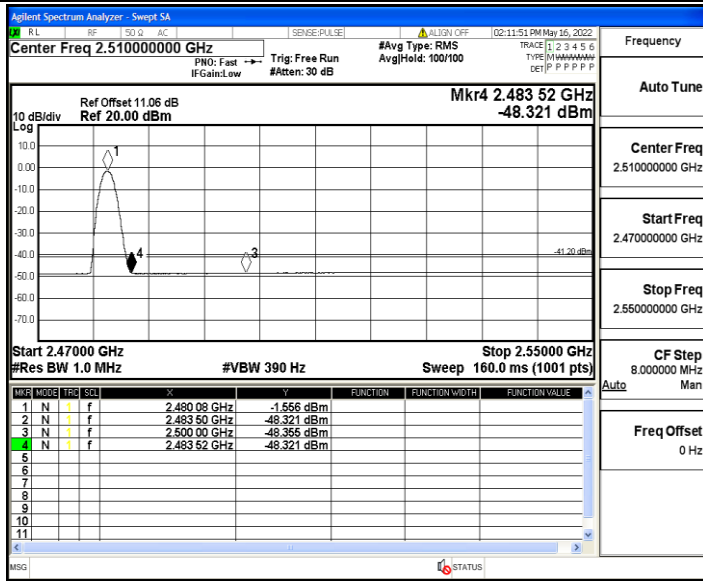 Agilent Spectrum Analyzer - Swept SA
RL RF 50 Ω AC SENSE:PULSE ALIGN OFF 02:11:51 PM May 16, 2022
Center Freq 2.510000000 GHz
PNO: Fast
IFGain:Low
Trig: Free Run
#Atten: 30 dB
#Avg Type: RMS
Avg|Hold: 100/100
TRACE 1 2 3 4 5 6
TYPE M
DET P P P P P P
Ref Offset 11.06 dB
10 dB/div Ref 20.00 dBm
Log
Mkr4 2.483 52 GHz
-48.321 dBm
10.0
0.00
-10.0
-20.0
-30.0
-40.0
-50.0
-60.0
-70.0
1
4
3
-41.20 dBm
Start 2.47000 GHz Stop 2.55000 GHz
#Res BW 1.0 MHz #VBW 390 Hz Sweep 160.0 ms (1001 pts)
MKR MODE TRC SCL X Y FUNCTION FUNCTION WIDTH FUNCTION VALUE
1 N 1 f 2.480 08 GHz -1.556 dBm
2 N 1 f 2.483 50 GHz -48.321 dBm
3 N 1 f 2.500 00 GHz -48.355 dBm
4 N 1 f 2.483 52 GHz -48.321 dBm
5
6
7
8
9
10
11
MSG STATUS
Frequency
Auto Tune
Center Freq
2.510000000 GHz
Start Freq
2.470000000 GHz
Stop Freq
2.550000000 GHz
CF Step
8.000000 MHz
Auto Man
Freq Offset
0 Hz